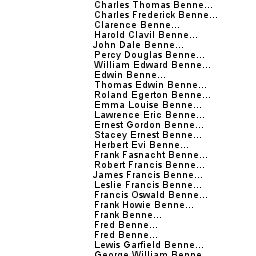 Charles Thomas Benne...
Charles Frederick Benne...
Clarence Benne...
Harold Clavil Benne...
John Dale Benne...
Percy Douglas Benne...
William Edward Benne...
Edwin Benne...
Thomas Edwin Benne...
Roland Egerton Benne...
Emma Louise Benne...
Lawrence Eric Benne...
Ernest Gordon Benne...
Stacey Ernest Benne...
Herbert Evi Benne...
Frank Fasnacht Benne...
Robert Francis Benne...
James Francis Benne...
Leslie Francis Benne...
Francis Oswald Benne...
Frank Howie Benne...
Frank Benne...
Fred Benne...
Fred Benne...
Lewis Garfield Benne...
George William Benne...